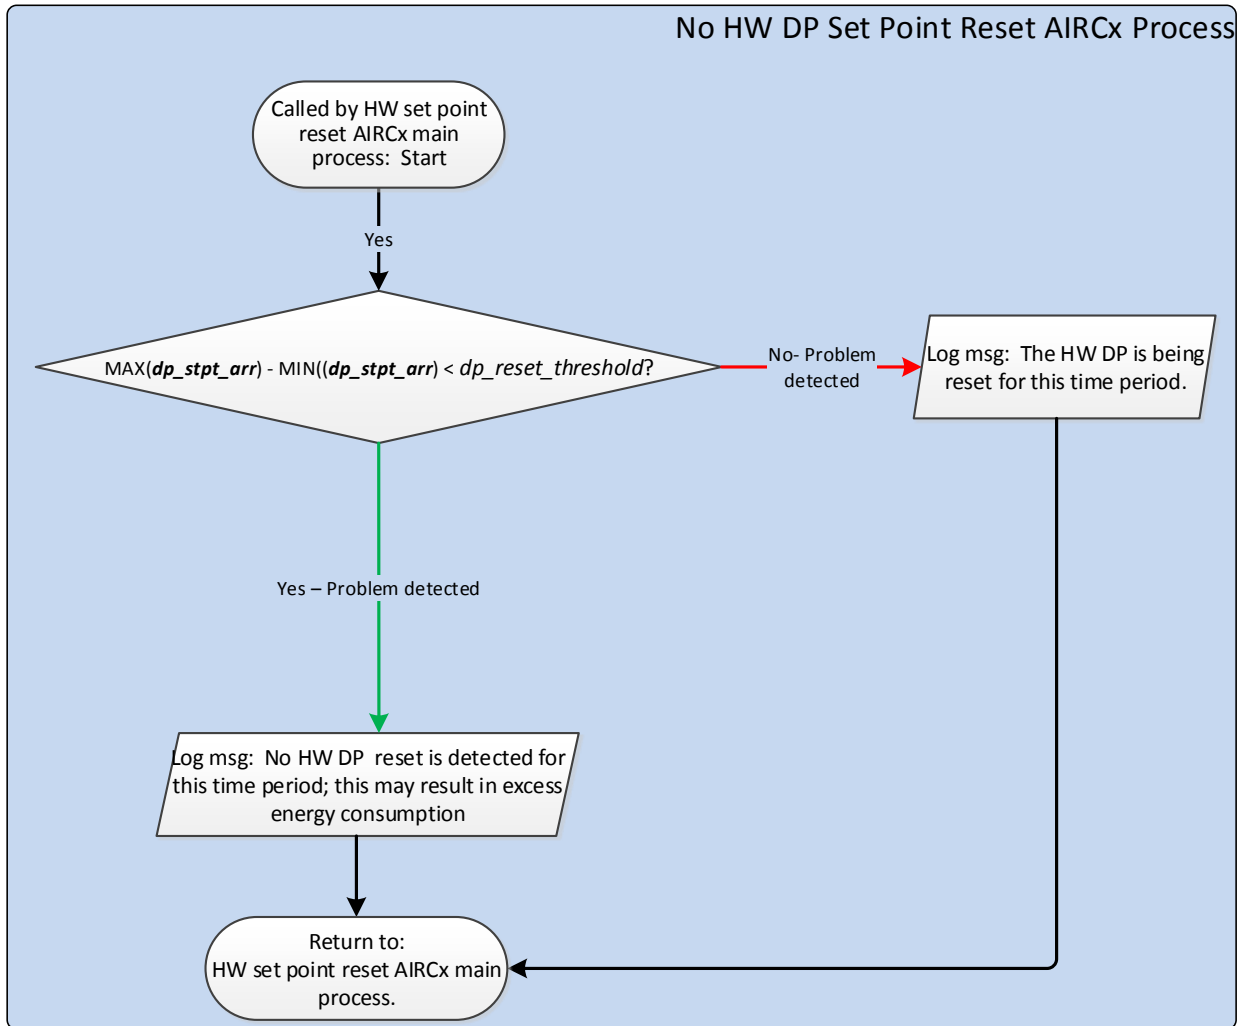 No HW DP Set Point Reset AIRCx Process
Called by HW set point
reset AIRCx main
process:  Start
Yes
MAX(dp_stpt_arr) - MIN((dp_stpt_arr) < dp_reset_threshold?
No- Problem
detected
Log msg:  The HW DP is being
reset for this time period.
Yes – Problem detected
Log msg:  No HW DP  reset is detected for
this time period; this may result in excess
energy consumption
Return to:
HW set point reset AIRCx main
process.